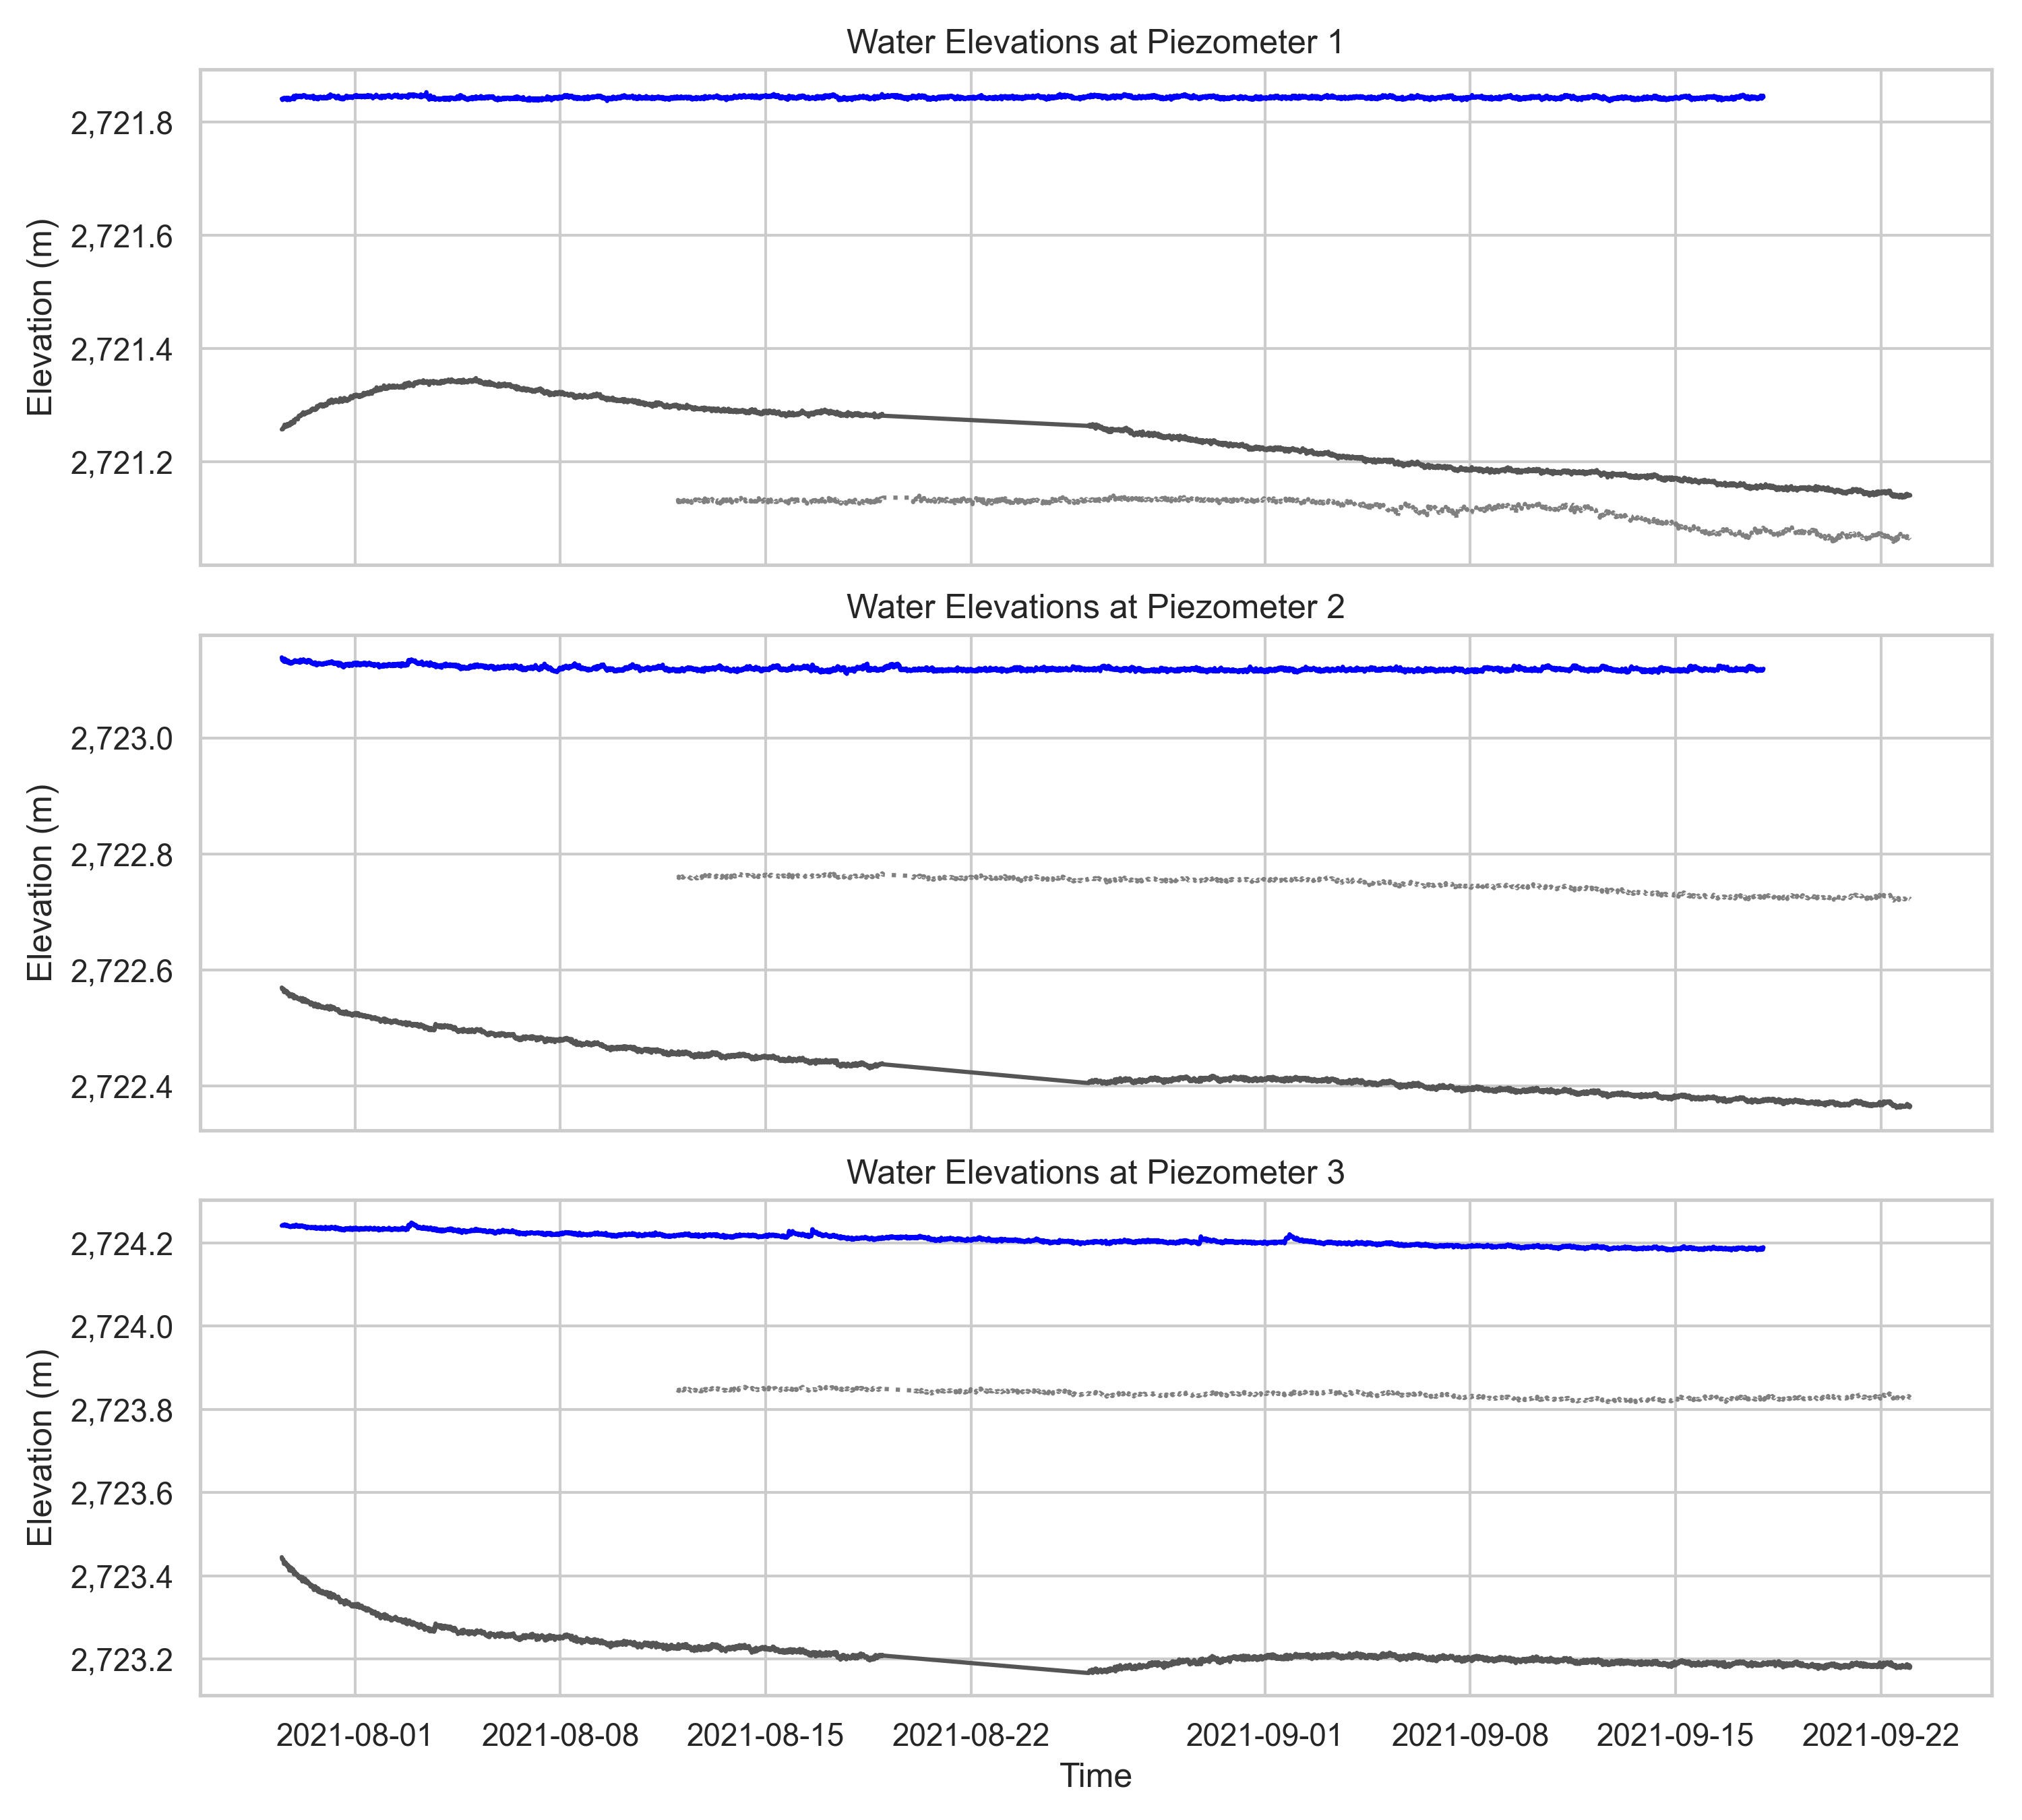 Water Elevations at Piezometer 1
Elevation (m)
2,721.8
2,721.6
2,721.4
2,721.2
Water Elevations at Piezometer 2
Elevation (m)
2,723.0
2,722.8
2,722.6
2,722.4
Water Elevations at Piezometer 3
Elevation (m)
2,724.2
2,724.0
2,723.8
2,723.6
2,723.4
2,723.2
2021-08-01 2021-08-08 2021-08-15 2021-08-22 2021-09-01 2021-09-08 2021-09-15 2021-09-22
Time